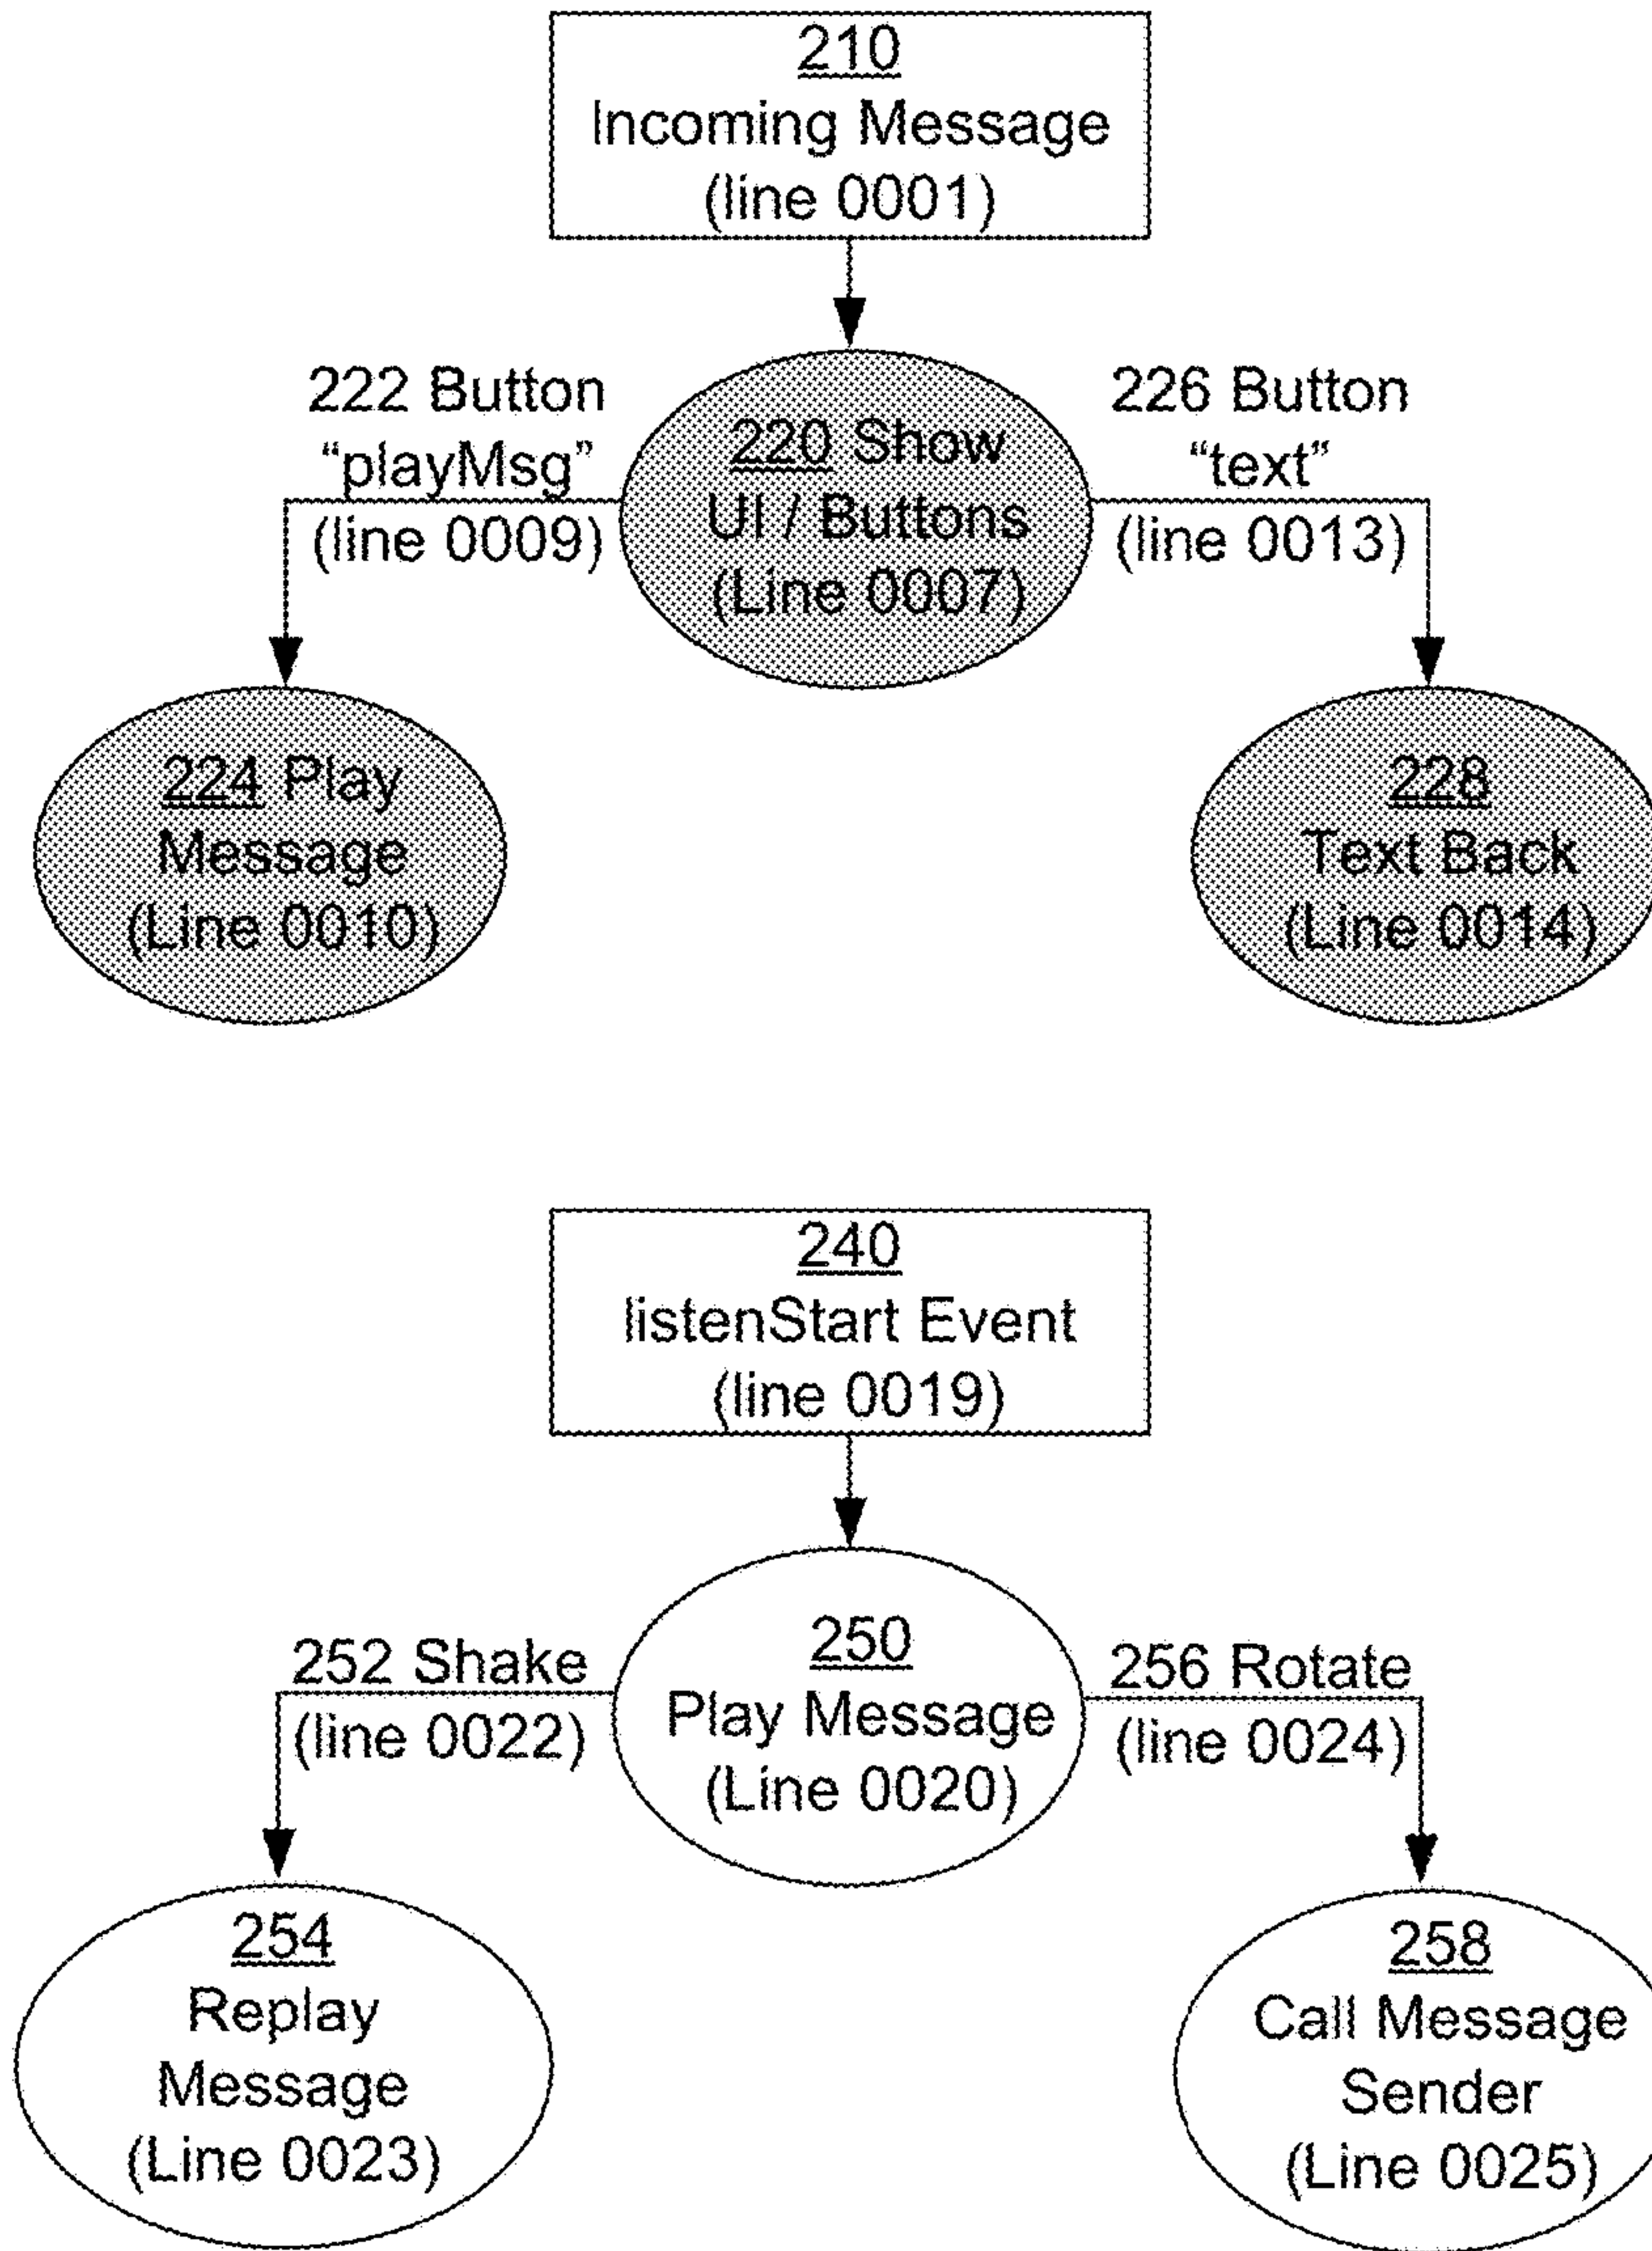 210
Incoming Message
(line 0001)
222 Button
“playMsg”
(line 0009)
220 Show
UI / Buttons
(Line 0007)
226 Button
“text”
(line 0013)
224 Play
Message
(Line 0010)
228
Text Back
(Line 0014)
240
listenStart Event
(line 0019)
252 Shake
(line 0022)
250
Play Message
(Line 0020)
256 Rotate
(line 0024)
254
Replay
Message
(Line 0023)
258
Call Message
Sender
(Line 0025)